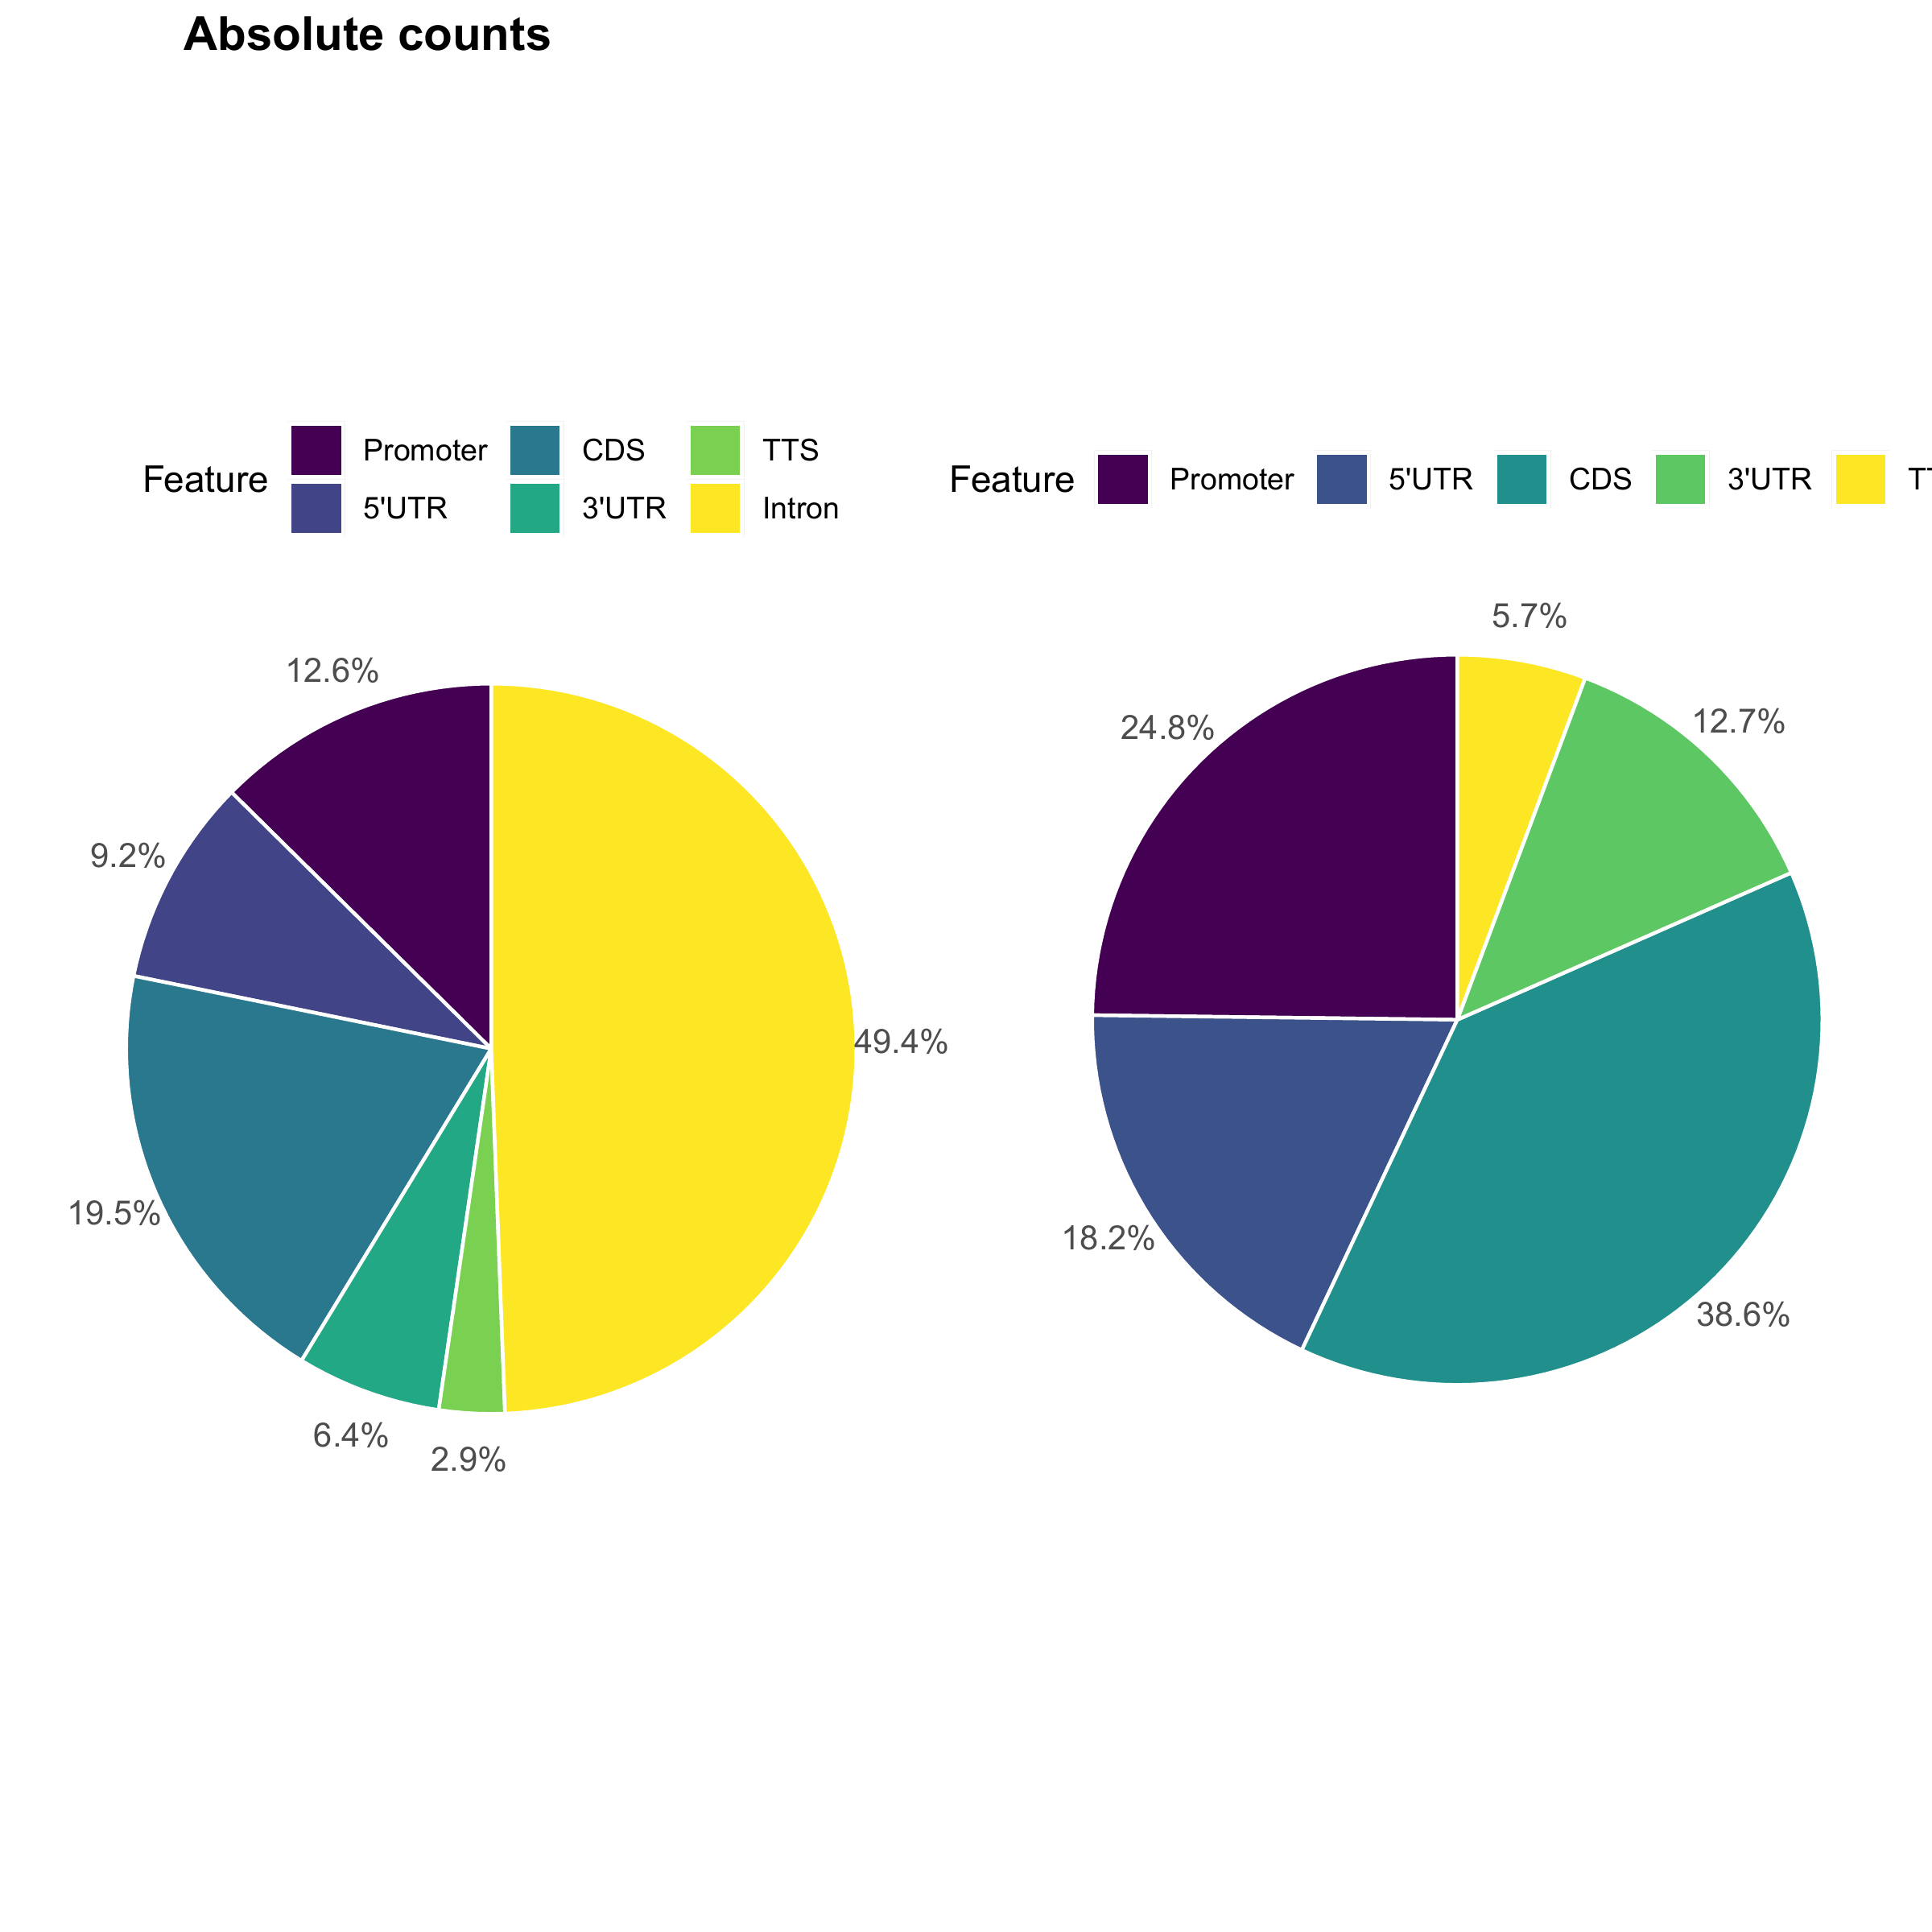 Absolute counts
Feature
Promoter
CDS
TTS
5'UTR
3'UTR
Intron
12.6%
9.2%
49.4%
19.5%
6.4%
2.9%
Feature
Promoter
5'UTR
CDS
3'UTR
5.7%
24.8%
12.7%
18.2%
38.6%